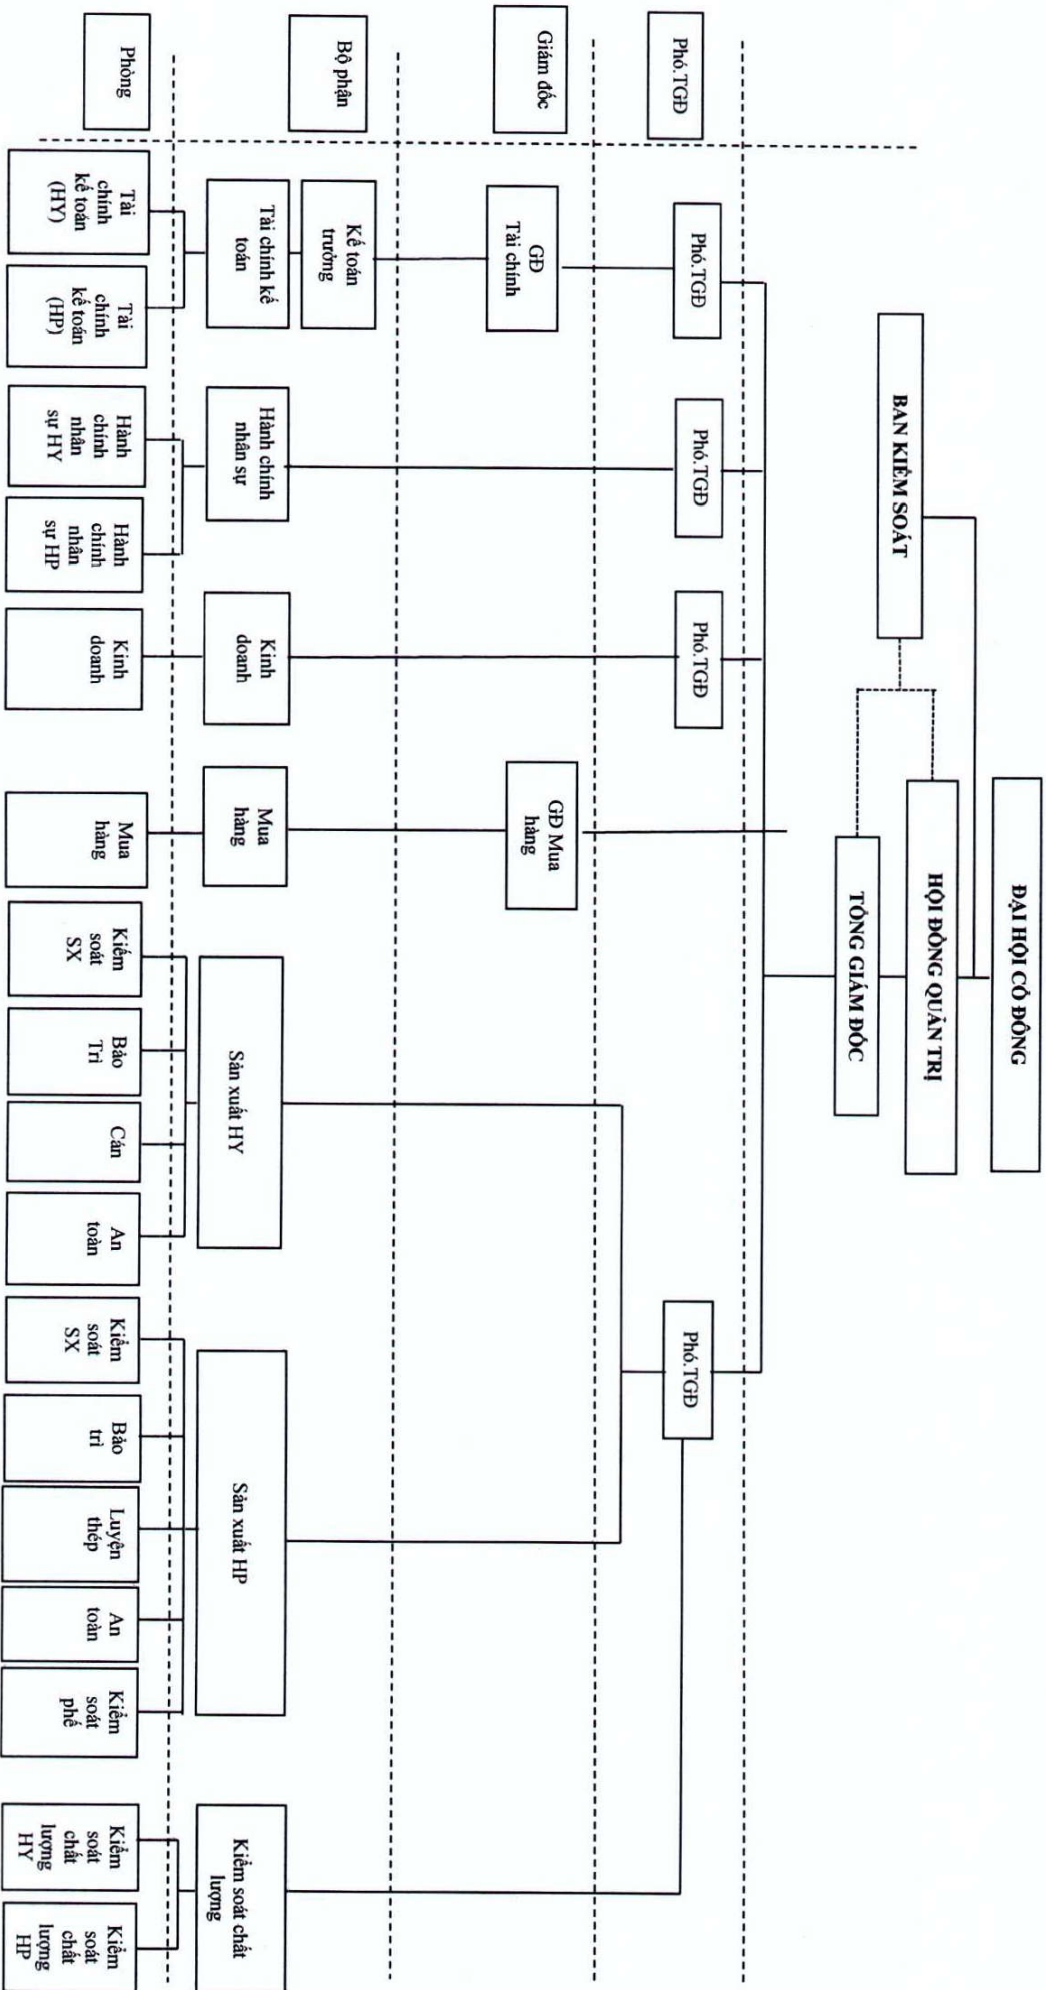 ĐẠI HỘI CỔ ĐÔNG
HỘI ĐỒNG QUẢN TRỊ
BAN KIỂM SOÁT
TỔNG GIÁM ĐỐC
Phó.TGĐ
Phó.TGĐ
Phó.TGĐ
Phó.TGĐ
Phó.TGĐ
Giám đốc
GĐ
Tài chính
GĐ Mua
hàng
Bộ phận
Kế toán
trưởng
Tài chính kế
toán
Hành chính
nhân sự
Kinh
doanh
Mua
hàng
Sản xuất HY
Sản xuất HP
Kiểm soát chất
lượng
Phòng
Tài
chính
kế toán
(HY)
Tài
chính
kế toán
(HP)
Hành
chính
nhân
sự HY
Hành
chính
nhân
sự HP
Kinh
doanh
Mua
hàng
Kiểm
soát
SX
Bảo
Trì
Cán
An
toàn
Kiểm
soát
SX
Bảo
trì
Luyện
thép
An
toàn
Kiểm
soát
phế
Kiểm
soát
chất
lượng
HY
Kiểm
soát
chất
lượng
HP